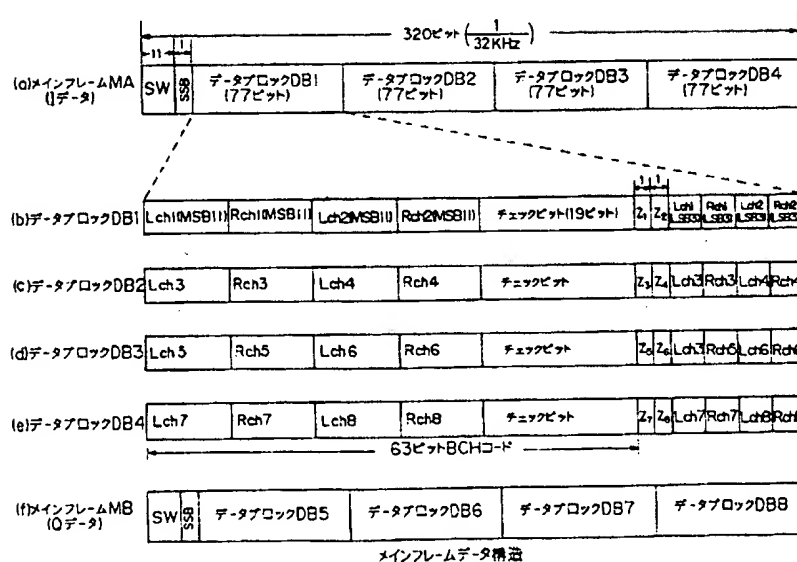 320ビット(1/32KHz)
11 1
(a)メインフレームMA
(Iデータ)
SW SSB データブロックDB1
(77ビット) データブロックDB2
(77ビット) データブロックDB3
(77ビット) データブロックDB4
(77ビット)
1 1
(b)データブロックDB1 Lch1(MSB11) Rch1(MSB11) Lch2(MSB11) Rch2(MSB11) チェックビット(19ビット) Z1 Z2 Lch1
(LSB3) Rch1
(LSB3) Lch2
(LSB3) Rch2
(LSB3)
(c)データブロックDB2 Lch3 Rch3 Lch4 Rch4 チェックビット Z3 Z4 Lch3 Rch3 Lch4 Rch4
(d)データブロックDB3 Lch5 Rch5 Lch6 Rch6 チェックビット Z5 Z6 Lch3 Rch5 Lch6 Rch6
(e)データブロックDB4 Lch7 Rch7 Lch8 Rch8 チェックビット Z7 Z8 Lch7 Rch7 Lch8 Rch8
63ビットBCHコード
(f)メインフレームMB
(Qデータ)
SW SSB データブロックDB5 データブロックDB6 データブロックDB7 データブロックDB8
メインフレームデータ構造